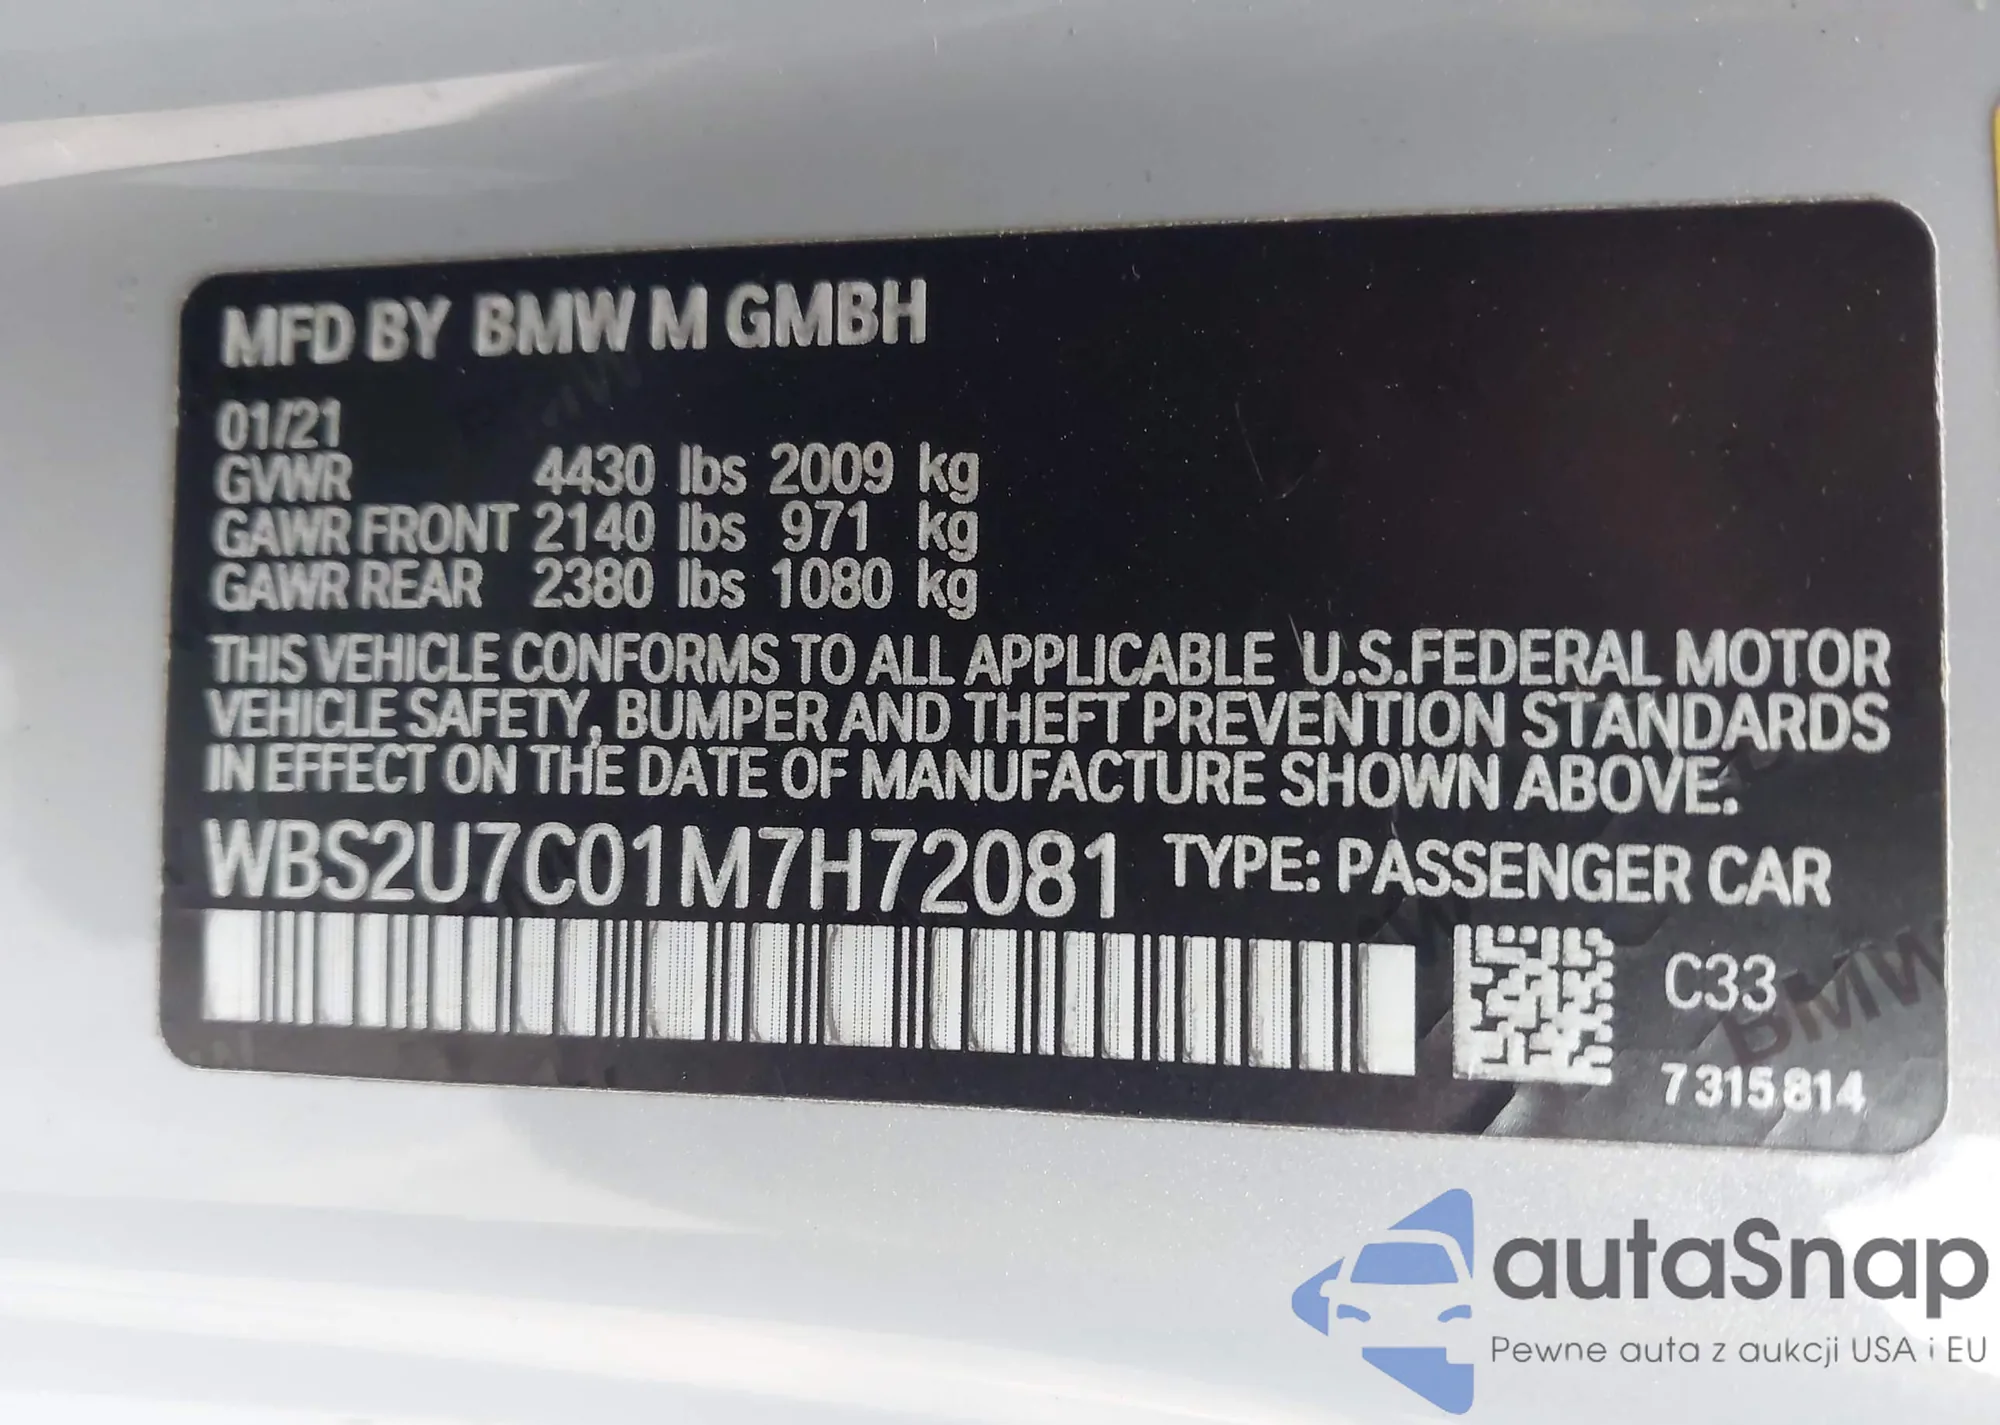 MFD BY BMW M GMBH
01/21
GVWR 4430 lbs 2009 kg
GAWR FRONT 2140 lbs 971 kg
GAWR REAR 2380 lbs 1080 kg
THIS VEHICLE CONFORMS TO ALL APPLICABLE U.S.FEDERAL MOTOR
VEHICLE SAFETY, BUMPER AND THEFT PREVENTION STANDARDS
IN EFFECT ON THE DATE OF MANUFACTURE SHOWN ABOVE.
WBS2U7C01M7H72081 TYPE: PASSENGER CAR
C33
BMW
7315814
autaSnap
Pewne auta z aukcji USA i EU